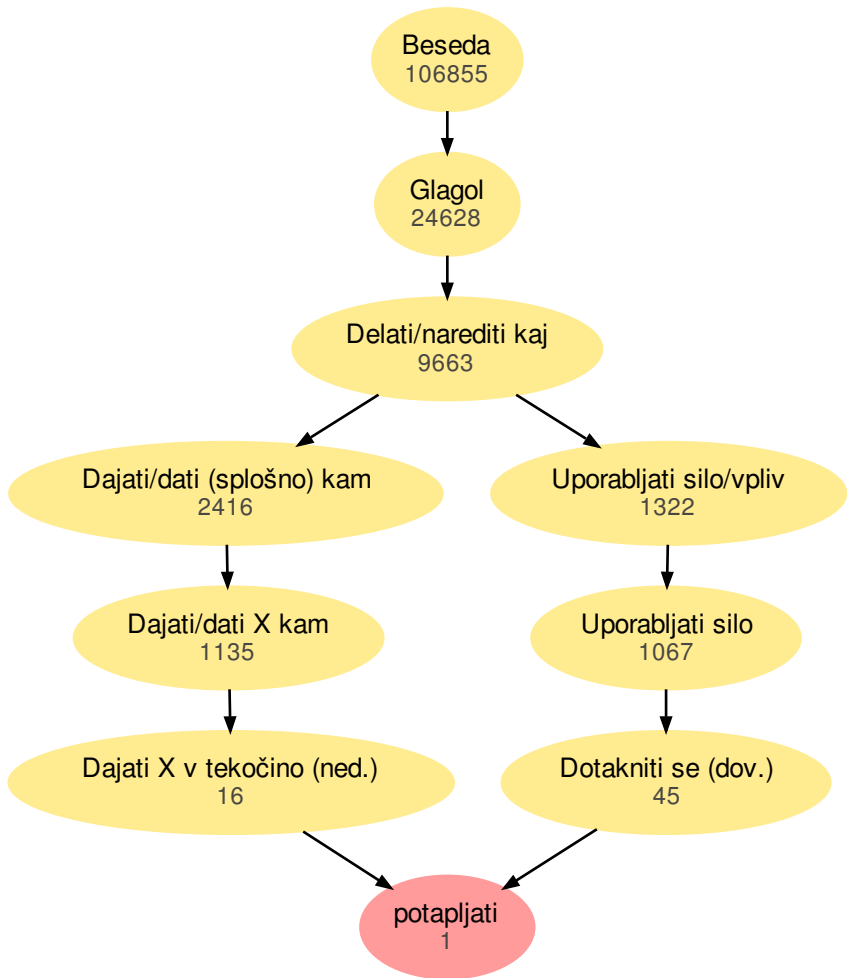 Beseda
106855
Glagol
24628
Delati/narediti kaj
9663
Dajati/dati (splošno) kam
2416
Uporabljati silo/vpliv
1322
Dajati/dati X kam
1135
Uporabljati silo
1067
Dajati X v tekočino (ned.)
16
Dotakniti se (dov.)
45
potapljati
1